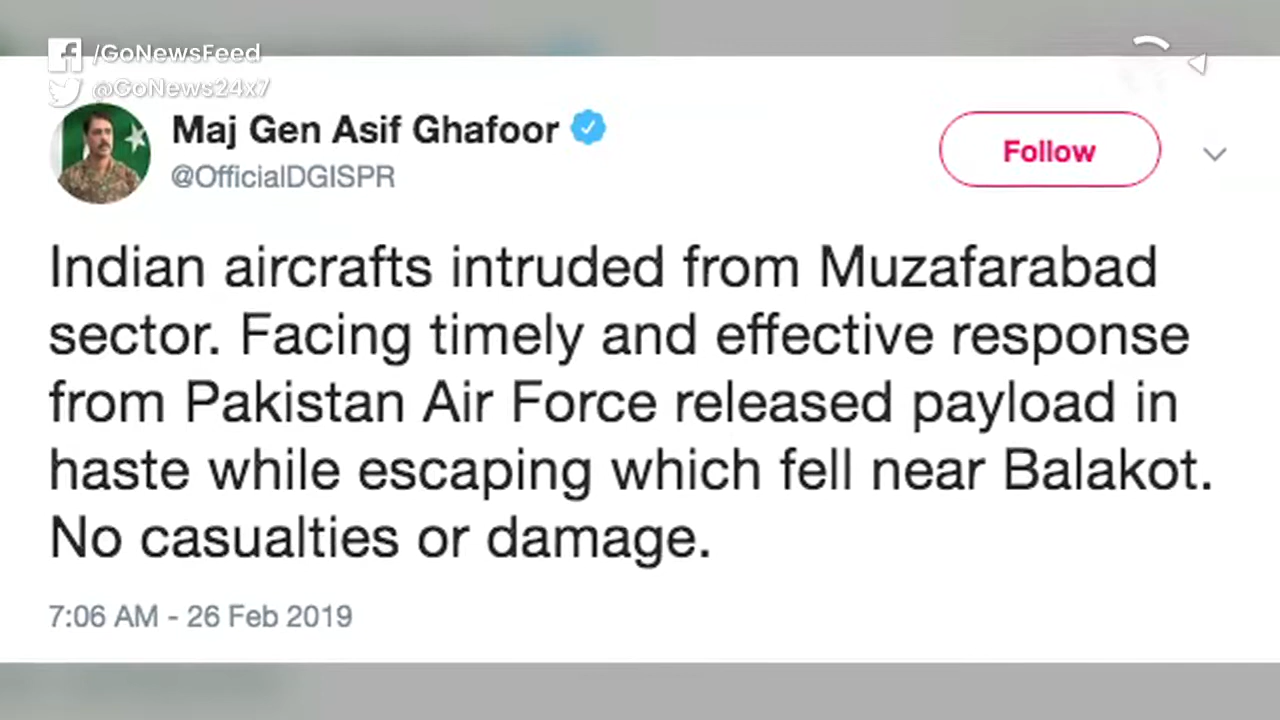 /GoNewsFeed
@GoNews24x7
Maj Gen Asif Ghafoor
@OfficialDGISPR
Follow
Indian aircrafts intruded from Muzafarabad
sector. Facing timely and effective response
from Pakistan Air Force released payload in
haste while escaping which fell near Balakot.
No casualties or damage.
7:06 AM - 26 Feb 2019